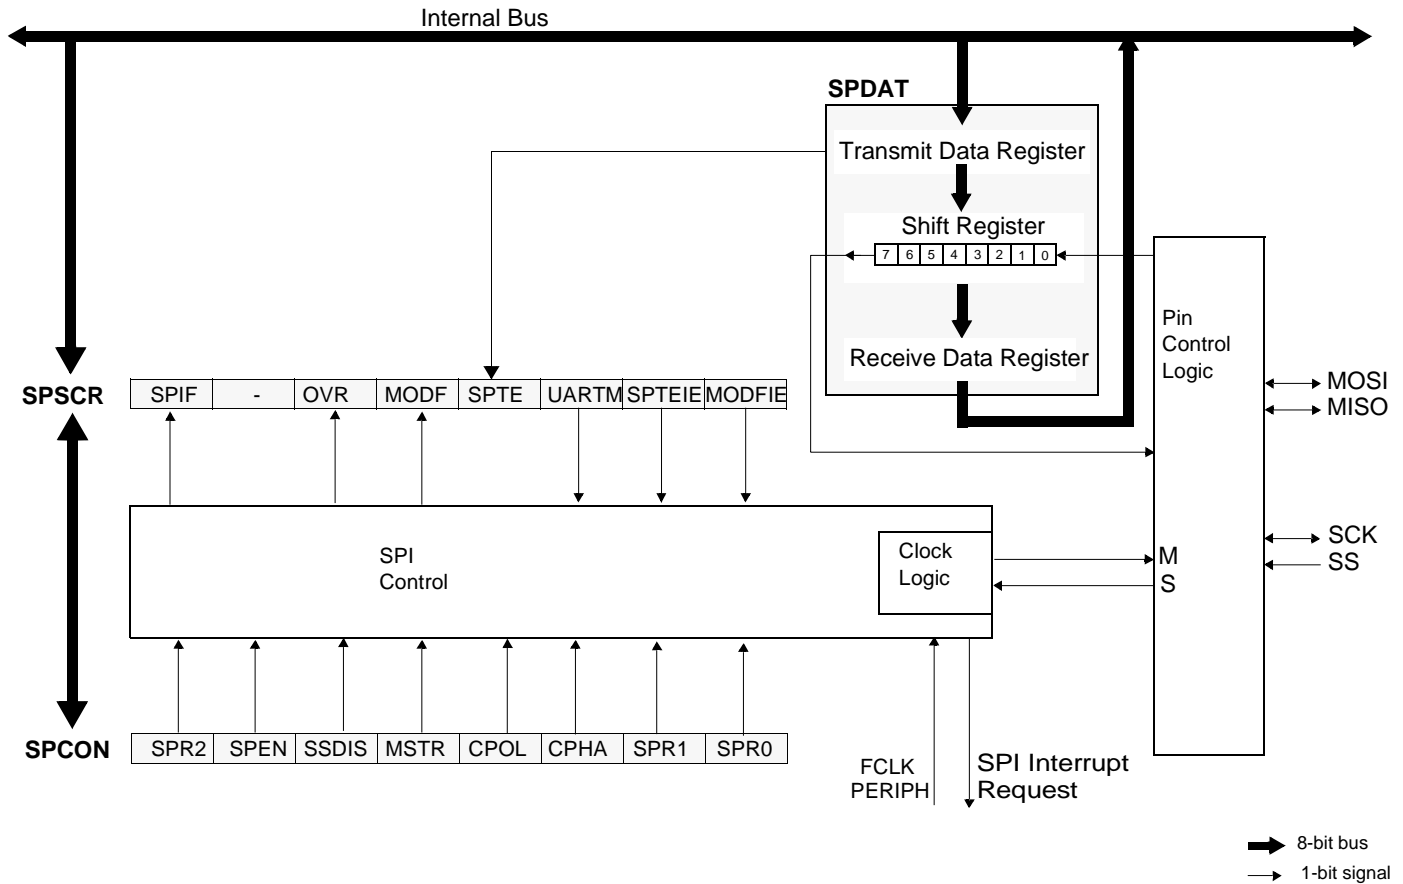 Internal Bus
SPDAT
Transmit Data Register
Shift Register
7 6 5 4 3 2 1 0
Receive Data Register
Pin
Control
Logic
MOSI
MISO
SPSCR
SPIF - OVR MODF SPTE UARTM SPTEIE MODFIE
SPI
Control
Clock
Logic
M
S
SCK
SS
SPCON
SPR2 SPEN SSDIS MSTR CPOL CPHA SPR1 SPR0
FCLK
PERIPH
SPI Interrupt
Request
8-bit bus
1-bit signal